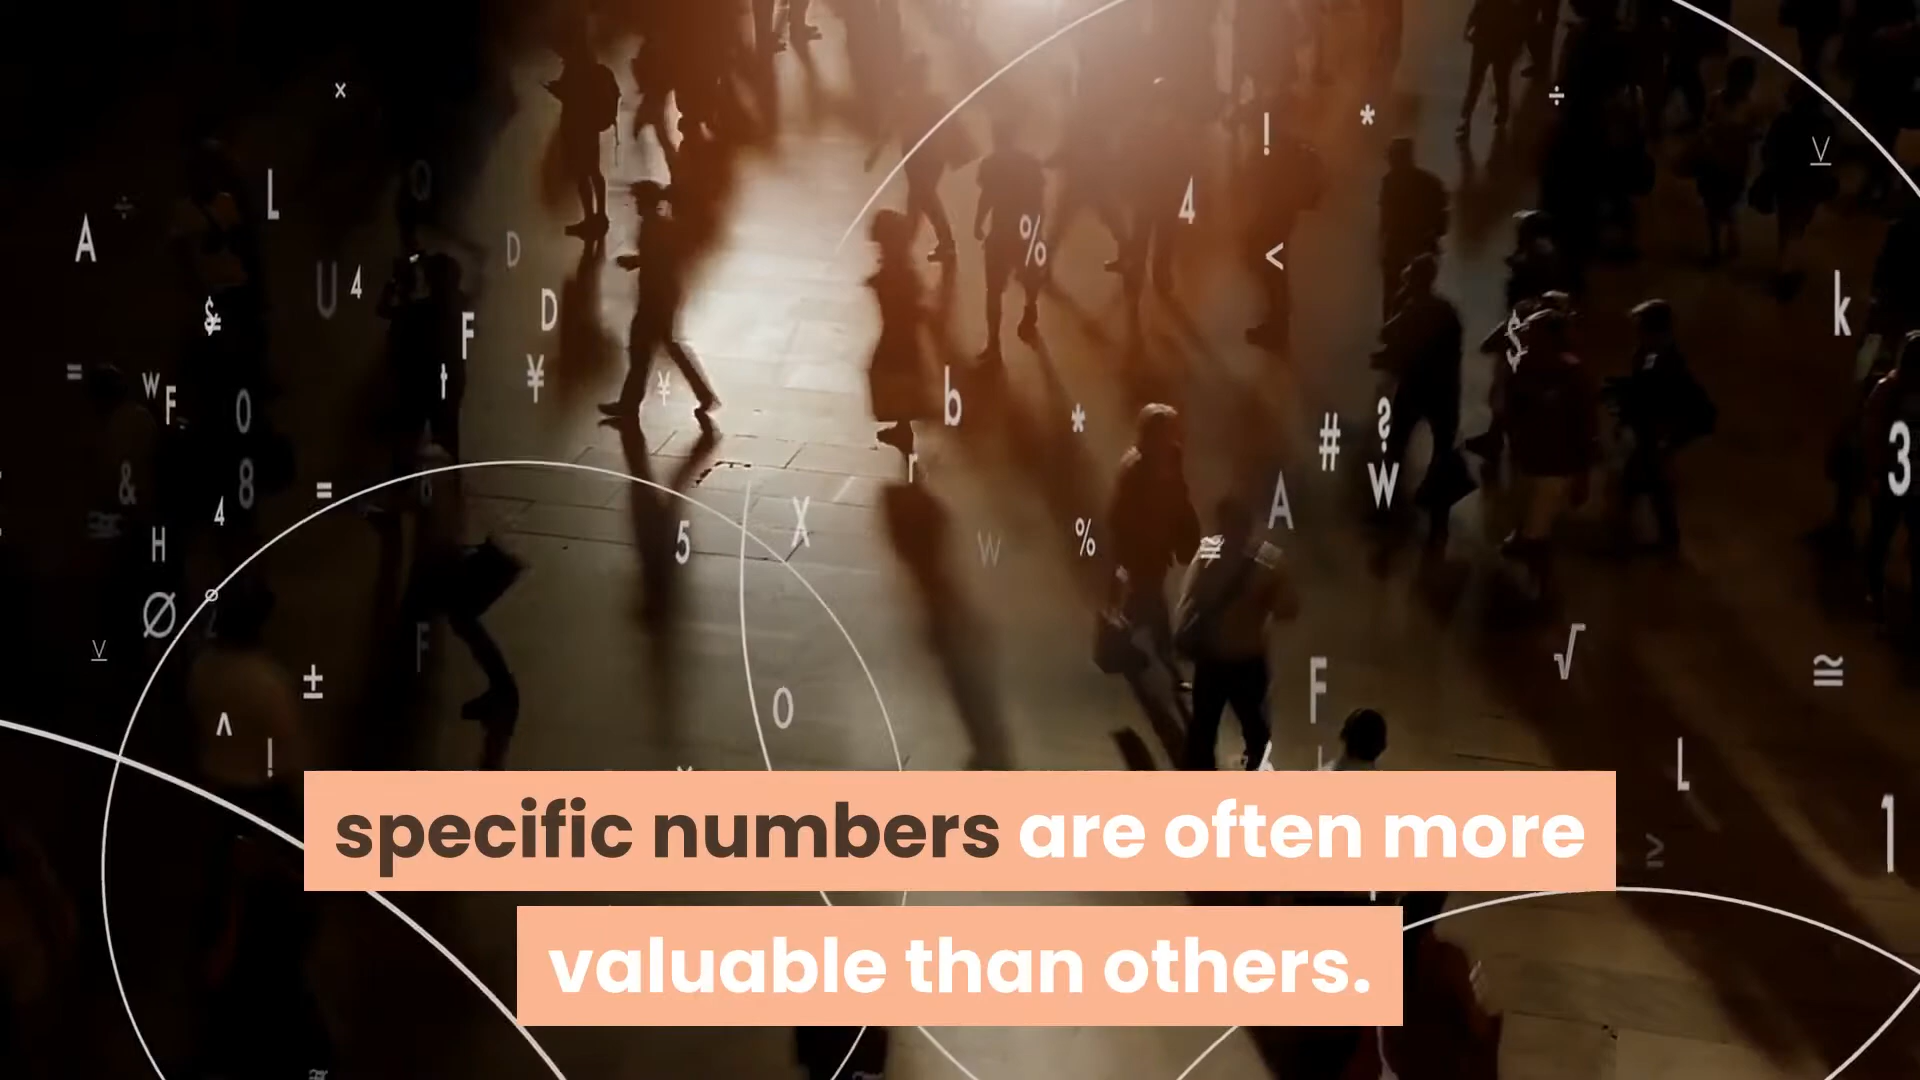 specific numbers are often more
valuable than others.